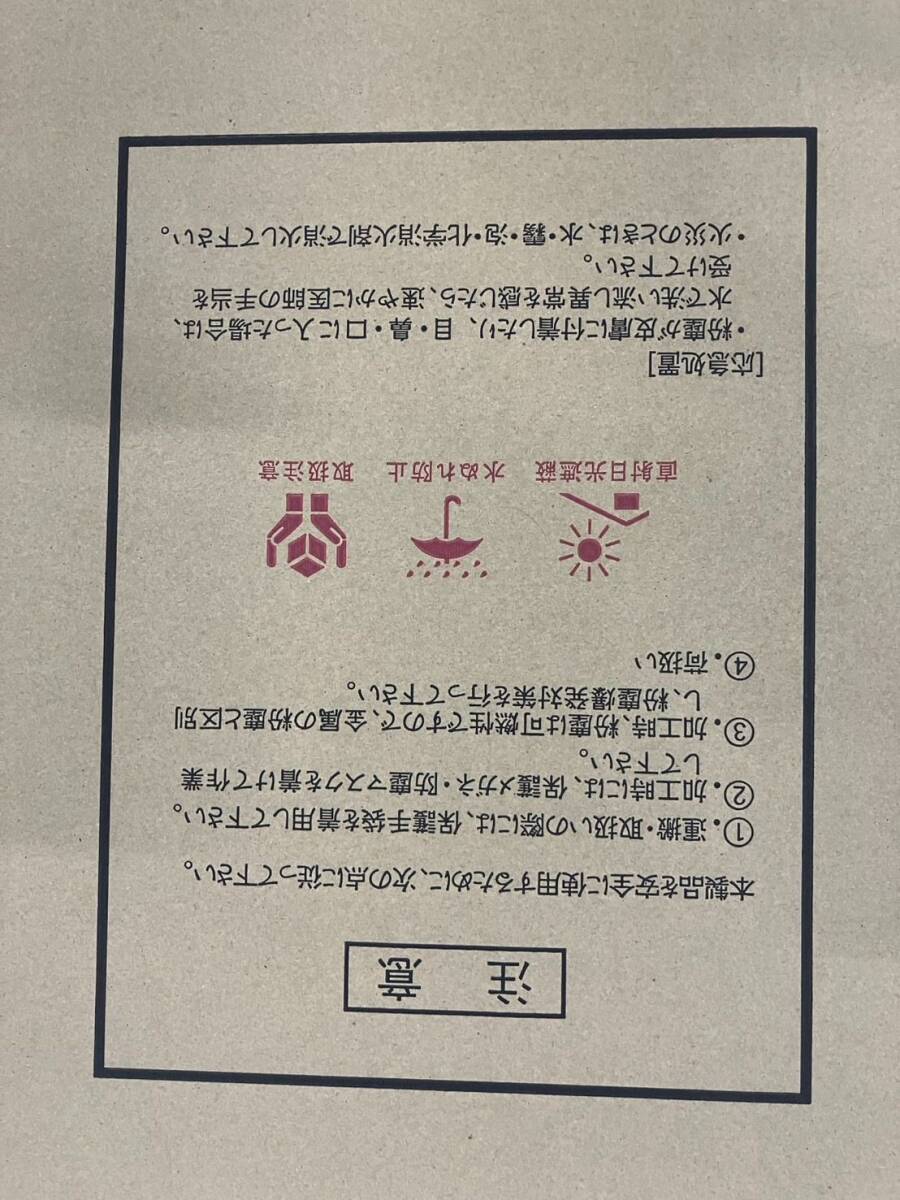 注 意
本製品を安全に使用するために、次の点に従って下さい。
①・運搬・取扱いの際には、保護手袋を着用して下さい。
②・加工時には、保護メガネ・防塵マスクを着けて作業
して下さい。
③・加工時、粉塵は可燃性ですので、金属の粉塵と区別
し、粉塵爆発対策を行って下さい。
④・荷扱い
直射日光遮蔽 水ぬれ防止 取扱注意
[応急処置]
・粉塵が皮膚に付着したり、目・鼻・口に入った場合は、
水で洗い流し異常を感じたら、速やかに医師の手当を
受けて下さい。
・火災のときは、水・霧・泡・化学消火剤で消火して下さい。